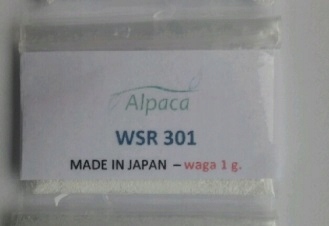 Alpaca
WSR 301
MADE IN JAPAN – waga 1 g.